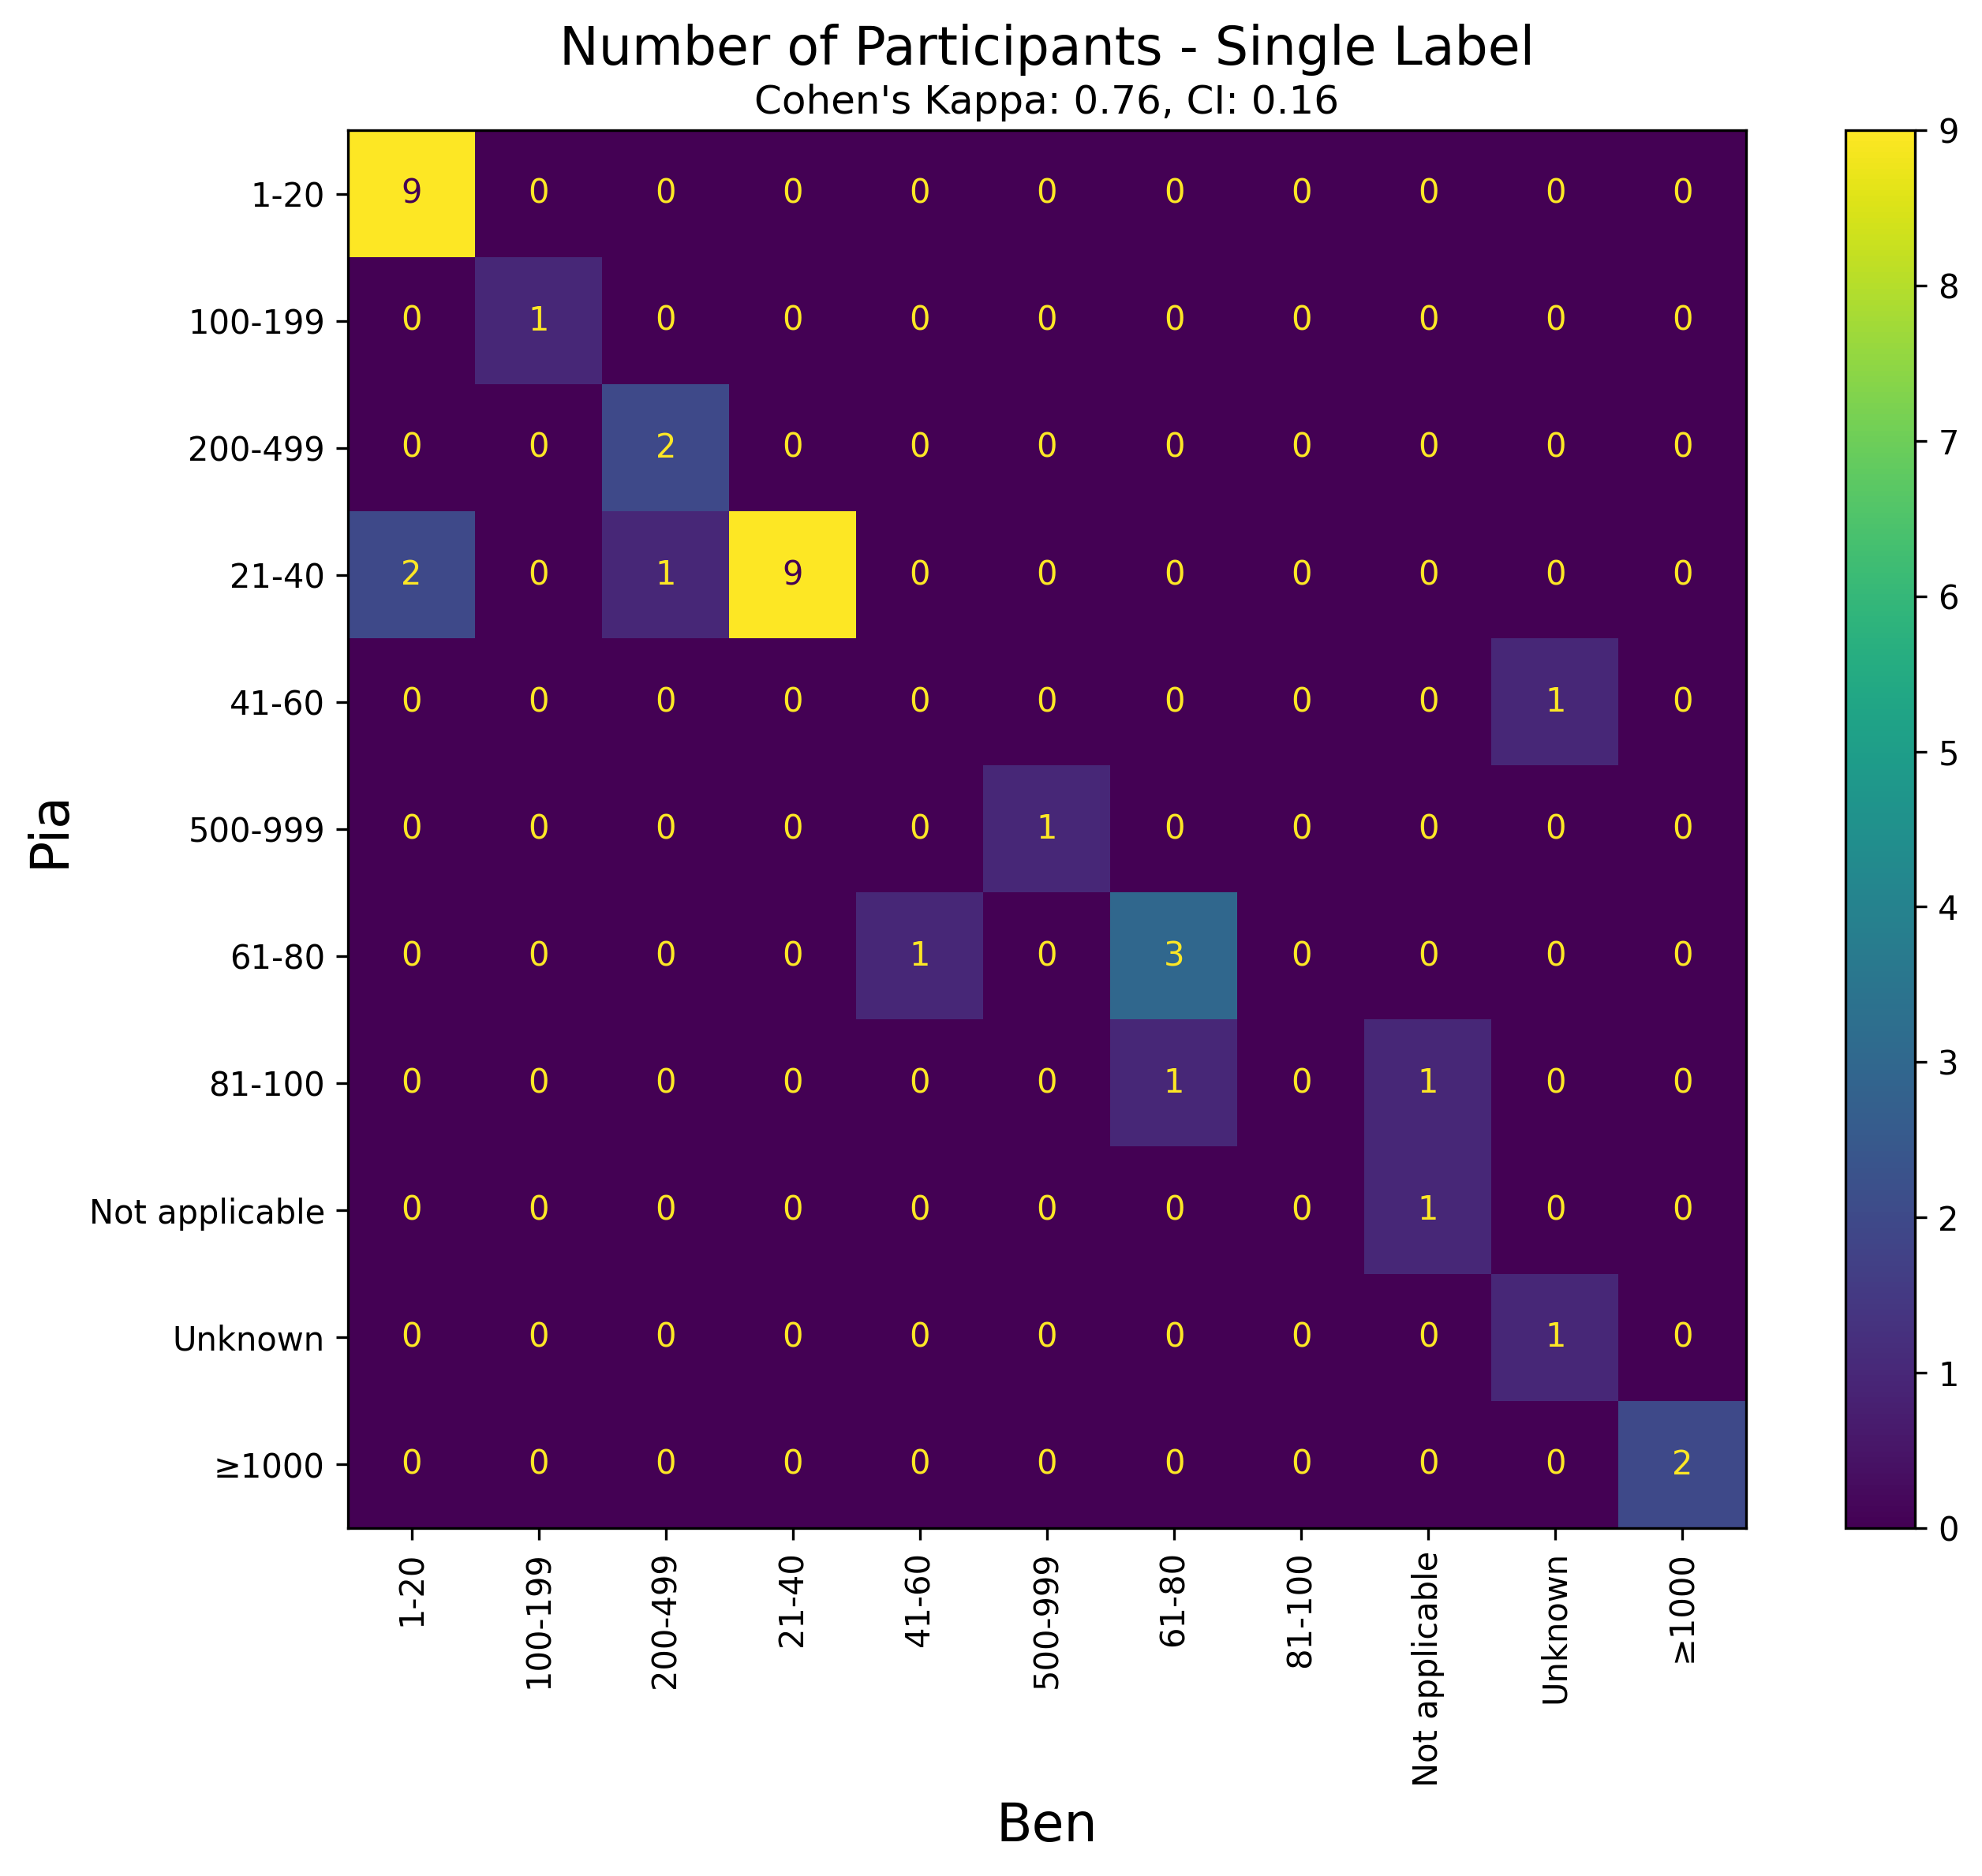 Number of Participants - Single Label
Cohen's Kappa: 0.76, CI: 0.16
1-20 9 0 0 0 0 0 0 0 0 0 0
100-199 0 1 0 0 0 0 0 0 0 0 0
200-499 0 0 2 0 0 0 0 0 0 0 0
21-40 2 0 1 9 0 0 0 0 0 0 0
41-60 0 0 0 0 0 0 0 0 0 1 0
500-999 0 0 0 0 0 1 0 0 0 0 0
61-80 0 0 0 0 1 0 3 0 0 0 0
81-100 0 0 0 0 0 0 1 0 1 0 0
Not applicable 0 0 0 0 0 0 0 0 1 0 0
Unknown 0 0 0 0 0 0 0 0 0 1 0
≥1000 0 0 0 0 0 0 0 0 0 0 2
Pia
1-20
100-199
200-499
21-40
41-60
500-999
61-80
81-100
Not applicable
Unknown
≥1000
Ben
9
8
7
6
5
4
3
2
1
0